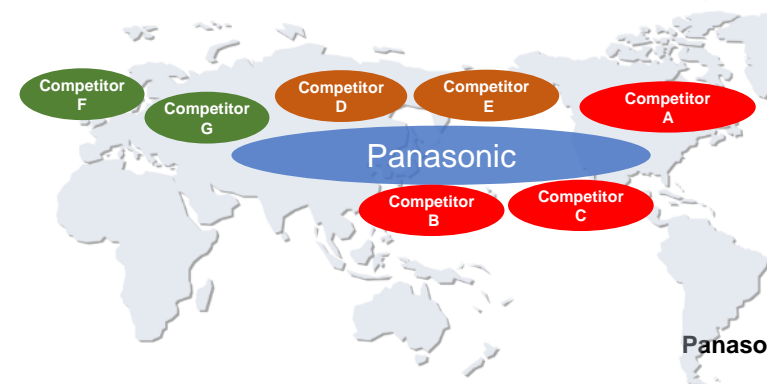 Competitor
F
Competitor
G
Competitor
D
Competitor
E
Competitor
A
Panasonic
Competitor
B
Competitor
C
Panaso